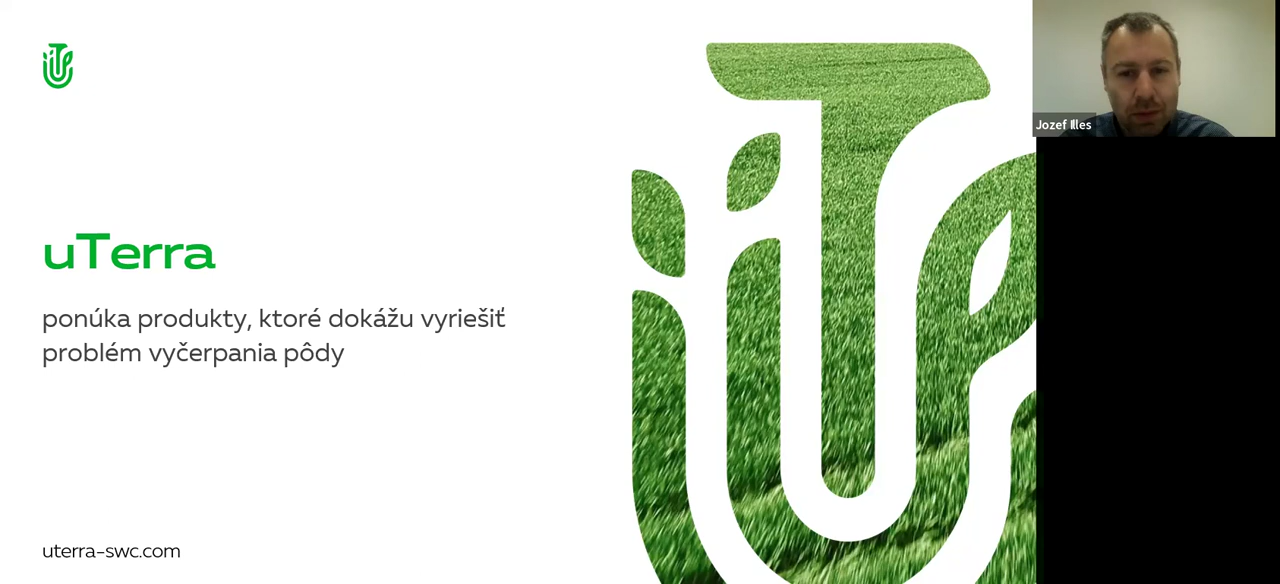 uTerra
ponúka produkty, ktoré dokážu vyriešiť
problém vyčerpania pôdy
uterra-swc.com
Jozef Illes